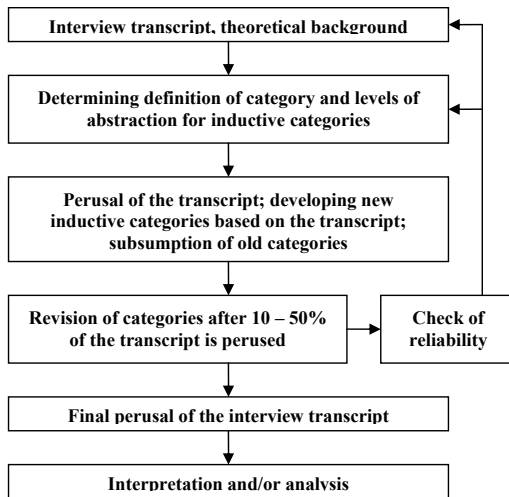 Interview transcript, theoretical background
Determining definition of category and levels of
abstraction for inductive categories
Perusal of the transcript; developing new
inductive categories based on the transcript;
subsumption of old categories
Revision of categories after 10 – 50%
of the transcript is perused
Check of
reliability
Final perusal of the interview transcript
Interpretation and/or analysis